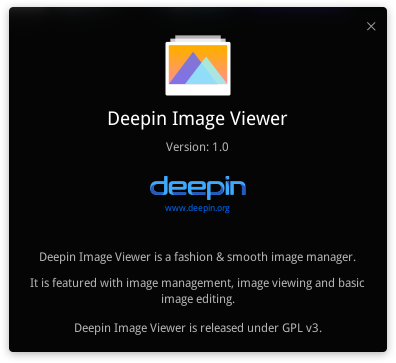 Deepin Image Viewer
Version: 1.0
deepin
www.deepin.org
Deepin Image Viewer is a fashion & smooth image manager.
It is featured with image management, image viewing and basic
image editing.
Deepin Image Viewer is released under GPL v3.